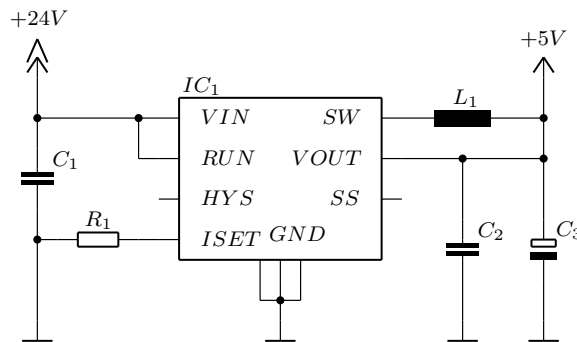 +24V
+5V
IC1
VIN
SW
L1
RUN
VOUT
C1
HYS
SS
R1
ISET
GND
C2
C3